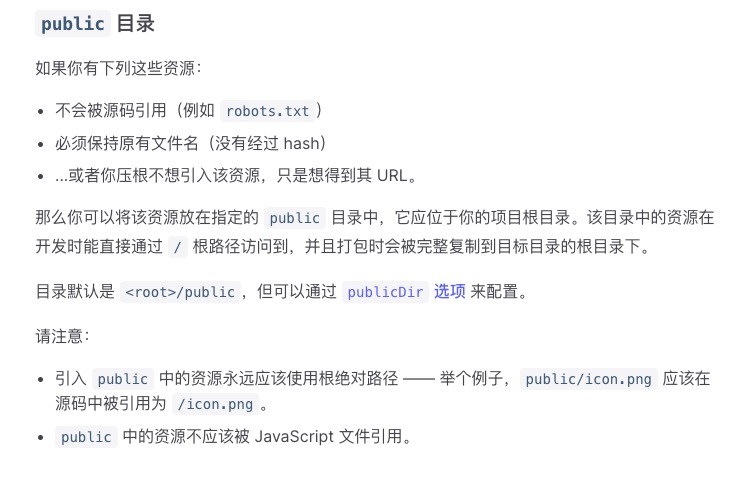 public 目录
如果你有下列这些资源：
• 不会被源码引用（例如 robots.txt）
• 必须保持原有文件名（没有经过 hash）
• ...或者你压根不想引入该资源，只是想得到其 URL。
那么你可以将该资源放在指定的 public 目录中，它应位于你的项目根目录。该目录中的资源在
开发时能直接通过 / 根路径访问到，并且打包时会被完整复制到目标目录的根目录下。
目录默认是 <root>/public，但可以通过 publicDir 选项 来配置。
请注意：
• 引入 public 中的资源永远应该使用根绝对路径 —— 举个例子，public/icon.png 应该在
源码中被引用为 /icon.png。
• public 中的资源不应该被 JavaScript 文件引用。